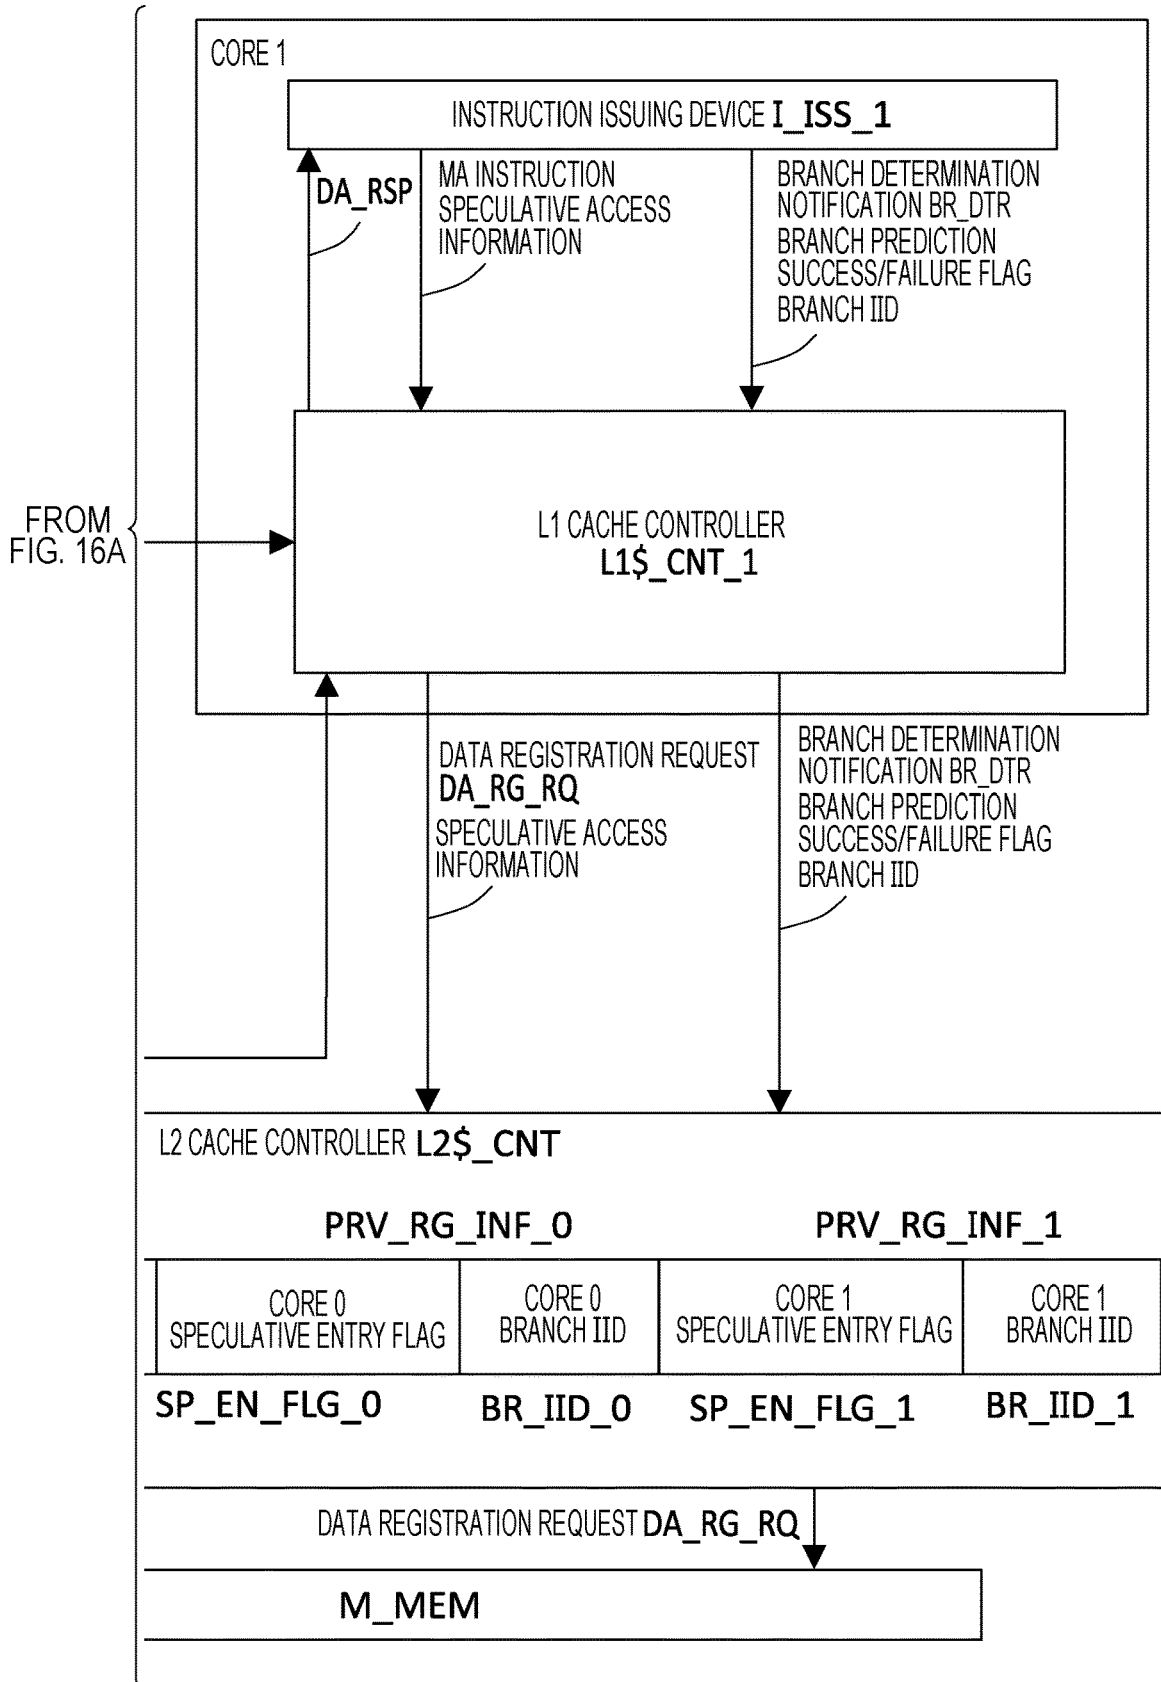 CORE 1
INSTRUCTION ISSUING DEVICE I_ISS_1
DA_RSP
MA INSTRUCTION
SPECULATIVE ACCESS
INFORMATION
BRANCH DETERMINATION
NOTIFICATION BR_DTR
BRANCH PREDICTION
SUCCESS/FAILURE FLAG
BRANCH IID
FROM
FIG. 16A
L1 CACHE CONTROLLER
L1$_CNT_1
DATA REGISTRATION REQUEST
DA_RG_RQ
SPECULATIVE ACCESS
INFORMATION
BRANCH DETERMINATION
NOTIFICATION BR_DTR
BRANCH PREDICTION
SUCCESS/FAILURE FLAG
BRANCH IID
L2 CACHE CONTROLLER L2$_CNT
PRV_RG_INF_0
PRV_RG_INF_1
CORE 0
SPECULATIVE ENTRY FLAG
CORE 0
BRANCH IID
CORE 1
SPECULATIVE ENTRY FLAG
CORE 1
BRANCH IID
SP_EN_FLG_0
BR_IID_0
SP_EN_FLG_1
BR_IID_1
DATA REGISTRATION REQUEST DA_RG_RQ
M_MEM